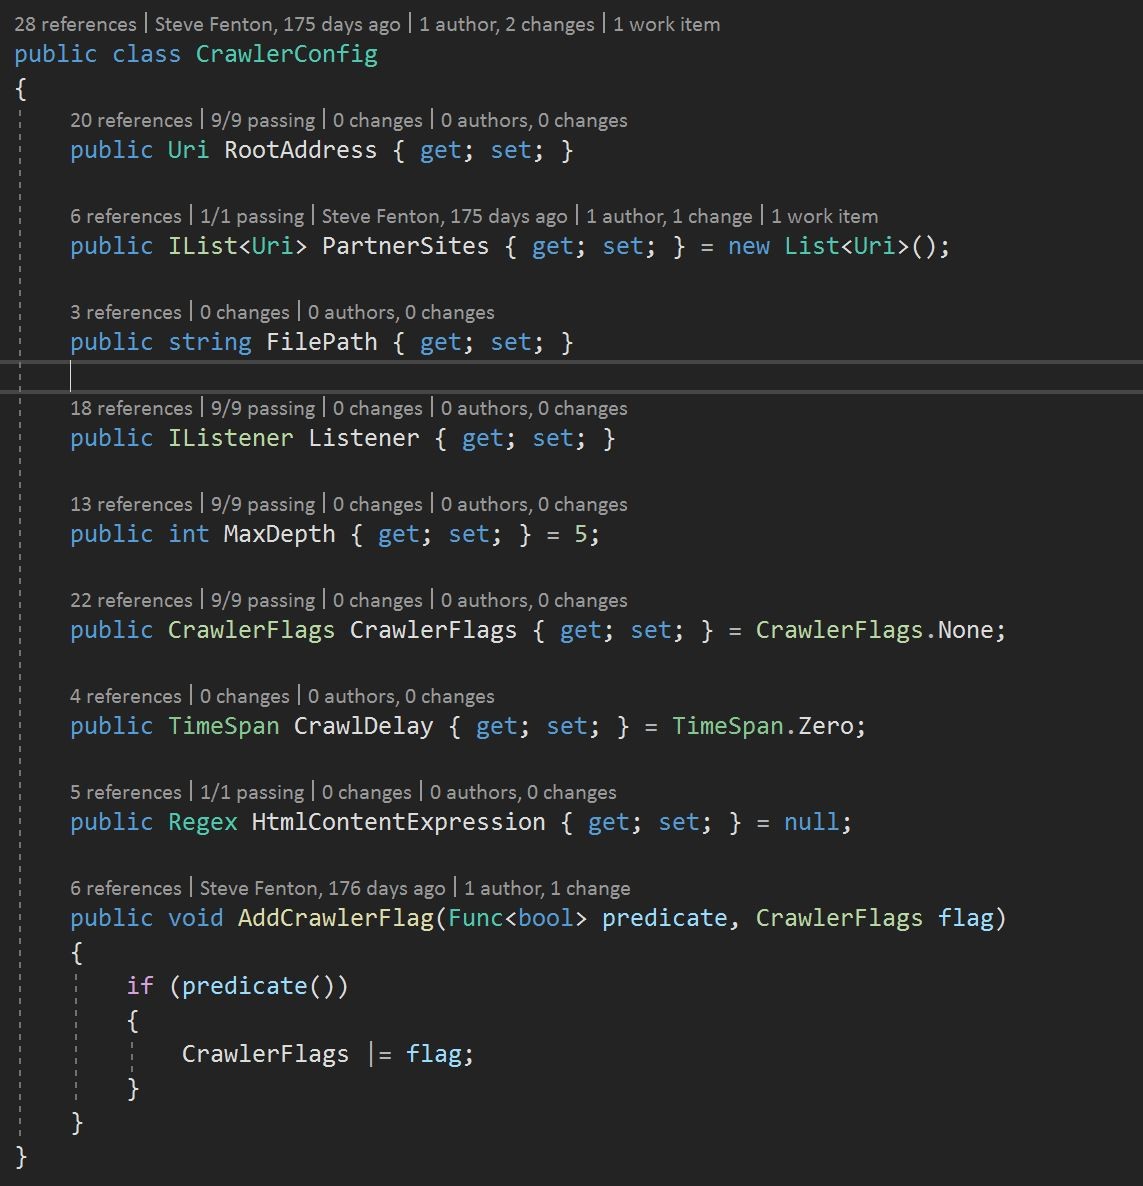 28 references | Steve Fenton, 175 days ago | 1 author, 2 changes | 1 work item
public class CrawlerConfig
{
20 references | 9/9 passing | 0 changes | 0 authors, 0 changes
public Uri RootAddress { get; set; }
6 references | 1/1 passing | Steve Fenton, 175 days ago | 1 author, 1 change | 1 work item
public IList<Uri> PartnerSites { get; set; } = new List<Uri>();
3 references | 0 changes | 0 authors, 0 changes
public string FilePath { get; set; }
18 references | 9/9 passing | 0 changes | 0 authors, 0 changes
public IListener Listener { get; set; }
13 references | 9/9 passing | 0 changes | 0 authors, 0 changes
public int MaxDepth { get; set; } = 5;
22 references | 9/9 passing | 0 changes | 0 authors, 0 changes
public CrawlerFlags CrawlerFlags { get; set; } = CrawlerFlags.None;
4 references | 0 changes | 0 authors, 0 changes
public TimeSpan CrawlDelay { get; set; } = TimeSpan.Zero;
5 references | 1/1 passing | 0 changes | 0 authors, 0 changes
public Regex HtmlContentExpression { get; set; } = null;
6 references | Steve Fenton, 176 days ago | 1 author, 1 change
public void AddCrawlerFlag(Func<bool> predicate, CrawlerFlags flag)
{
if (predicate())
{
CrawlerFlags |= flag;
}
}
}